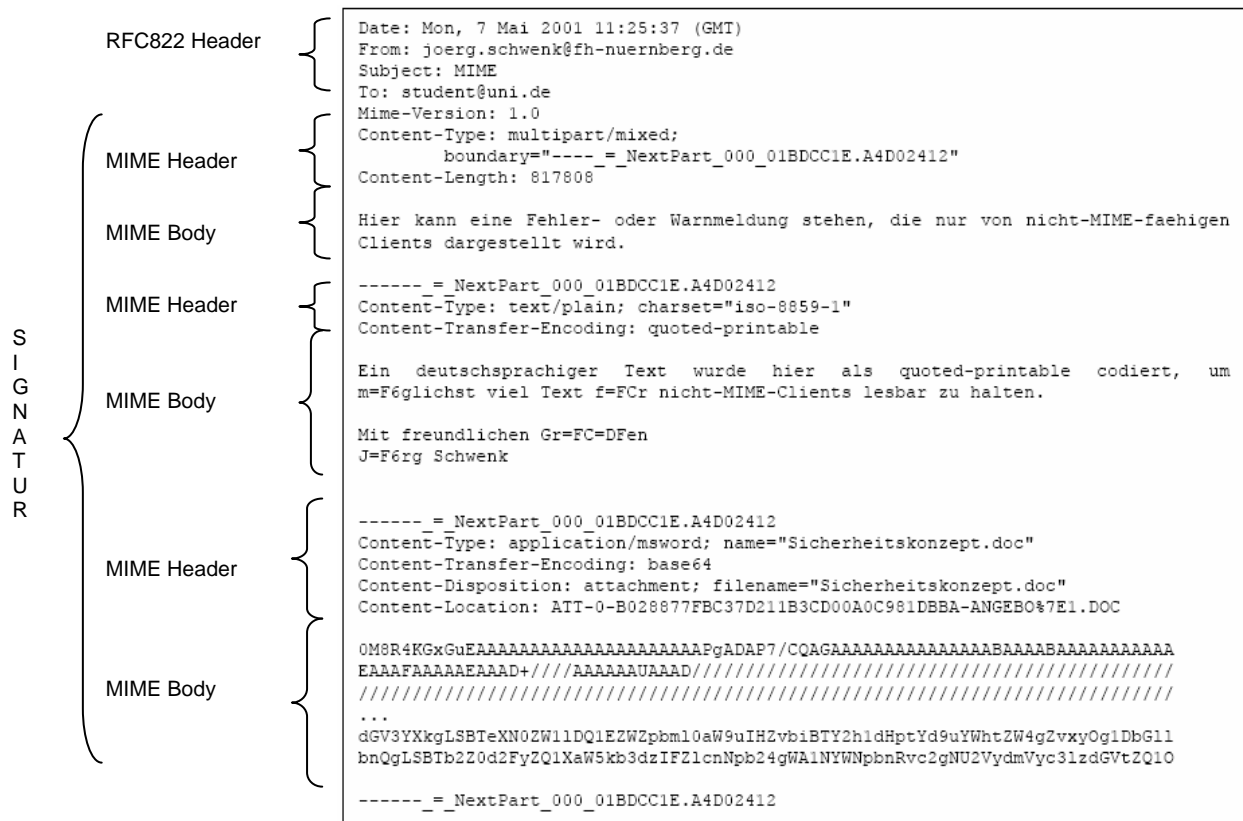 RFC822 Header
MIME Header
MIME Body
MIME Header
MIME Body
MIME Header
MIME Body
SIGNATUR
Date: Mon, 7 Mai 2001 11:25:37 (GMT)
From: joerg.schwenk@fh-nuernberg.de
Subject: MIME
To: student@uni.de
Mime-Version: 1.0
Content-Type: multipart/mixed;
boundary="----_=_NextPart_000_01BDCC1E.A4D02412"
Content-Length: 817808
Hier kann eine Fehler- oder Warnmeldung stehen, die nur von nicht-MIME-faehigen
Clients dargestellt wird.
------_=_NextPart_000_01BDCC1E.A4D02412
Content-Type: text/plain; charset="iso-8859-1"
Content-Transfer-Encoding: quoted-printable
Ein deutschsprachiger Text wurde hier als quoted-printable codiert, um
m=F6glichst viel Text f=FCr nicht-MIME-Clients lesbar zu halten.
Mit freundlichen Gr=FC=DFen
J=F6rg Schwenk
------_=_NextPart_000_01BDCC1E.A4D02412
Content-Type: application/msword; name="Sicherheitskonzept.doc"
Content-Transfer-Encoding: base64
Content-Disposition: attachment; filename="Sicherheitskonzept.doc"
Content-Location: ATT-0-B028877FBC37D211B3CD00A0C981DBBA-ANGEBO%7E1.DOC
0M8R4KGxGuEAAAAAAAAAAAAAAAAAAAAAPgADAP7/CQAGAAAAAAAAAAAAAAABAAAABAAAAAAAAAAA
EAAAFAAAAAEAAAD+////AAAAAAUAAAD/////////////////////////////////////////////
////////////////////////////////////////////////////////////////////////////
...
dGV3YXkgLSBTeXN0ZW1lDQ1EZWZpbml0aW9uIHZvbiBTY2h1dHptYd9uYWhtZW4gZvxyOg1DbGll
bnQgLSBTb2Z0d2FyZQ1XaW5kb3dzIFZlcnNpb24gWA1NYWNpbnRvc2gNU2VydmVyc3lzdGVtZQ1O
------_=_NextPart_000_01BDCC1E.A4D02412